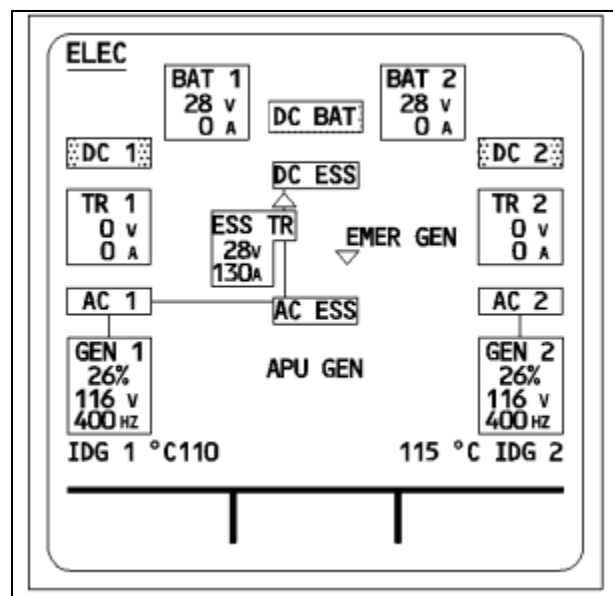 ELEC
BAT 1
28 V
0 A
DC BAT
BAT 2
28 V
0 A
DC 1
DC 2
DC ESS
TR 1
0 V
0 A
ESS TR
28V
130A
EMER GEN
TR 2
0 V
0 A
AC 1
AC ESS
AC 2
GEN 1
26%
116 V
400 HZ
APU GEN
GEN 2
26%
116 V
400 HZ
IDG 1 °C110
115 °C IDG 2